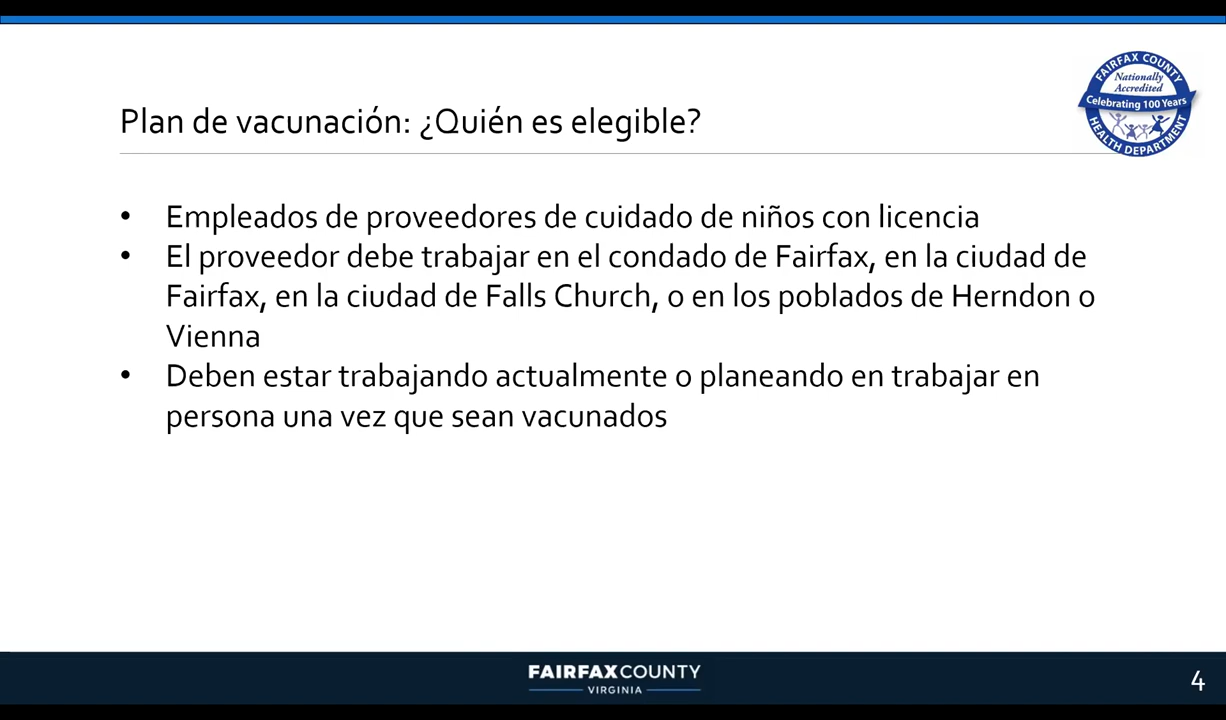 FAIRFAX COUNTY
Nationally
Accredited
Celebrating 100 Years
HEALTH DEPARTMENT
Plan de vacunación: ¿Quién es elegible?
• Empleados de proveedores de cuidado de niños con licencia
• El proveedor debe trabajar en el condado de Fairfax, en la ciudad de
Fairfax, en la ciudad de Falls Church, o en los poblados de Herndon o
Vienna
• Deben estar trabajando actualmente o planeando en trabajar en
persona una vez que sean vacunados
FAIRFAXCOUNTY
VIRGINIA
4